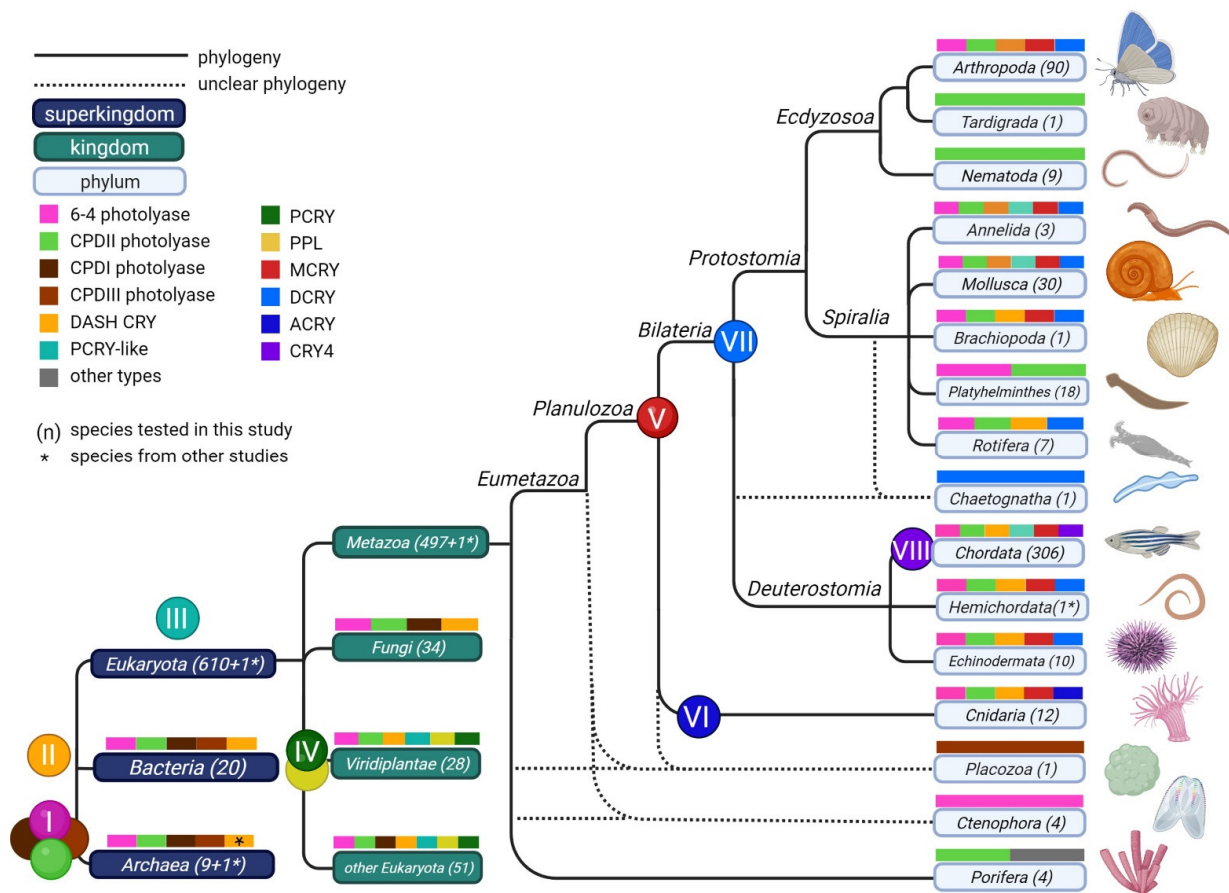 phylogeny
unclear phylogeny
superkingdom
kingdom
phylum
6-4 photolyase
CPDII photolyase
CPDI photolyase
CPDIII photolyase
DASH CRY
PCRY-like
other types
PCRY
PPL
MCRY
DCRY
ACRY
CRY4
(n) species tested in this study
* species from other studies
I
II
III
IV
V
VI
VII
VIII
Eukaryota (610+1*)
Bacteria (20)
*
Archaea (9+1*)
Metazoa (497+1*)
Fungi (34)
Viridiplantae (28)
other Eukaryota (51)
Eumetazoa
Planulozoa
Bilateria
Protostomia
Ecdyzosoa
Spiralia
Deuterostomia
Arthropoda (90)
Tardigrada (1)
Nematoda (9)
Annelida (3)
Mollusca (30)
Brachiopoda (1)
Platyhelminthes (18)
Rotifera (7)
Chaetognatha (1)
Chordata (306)
Hemichordata(1*)
Echinodermata (10)
Cnidaria (12)
Placozoa (1)
Ctenophora (4)
Porifera (4)